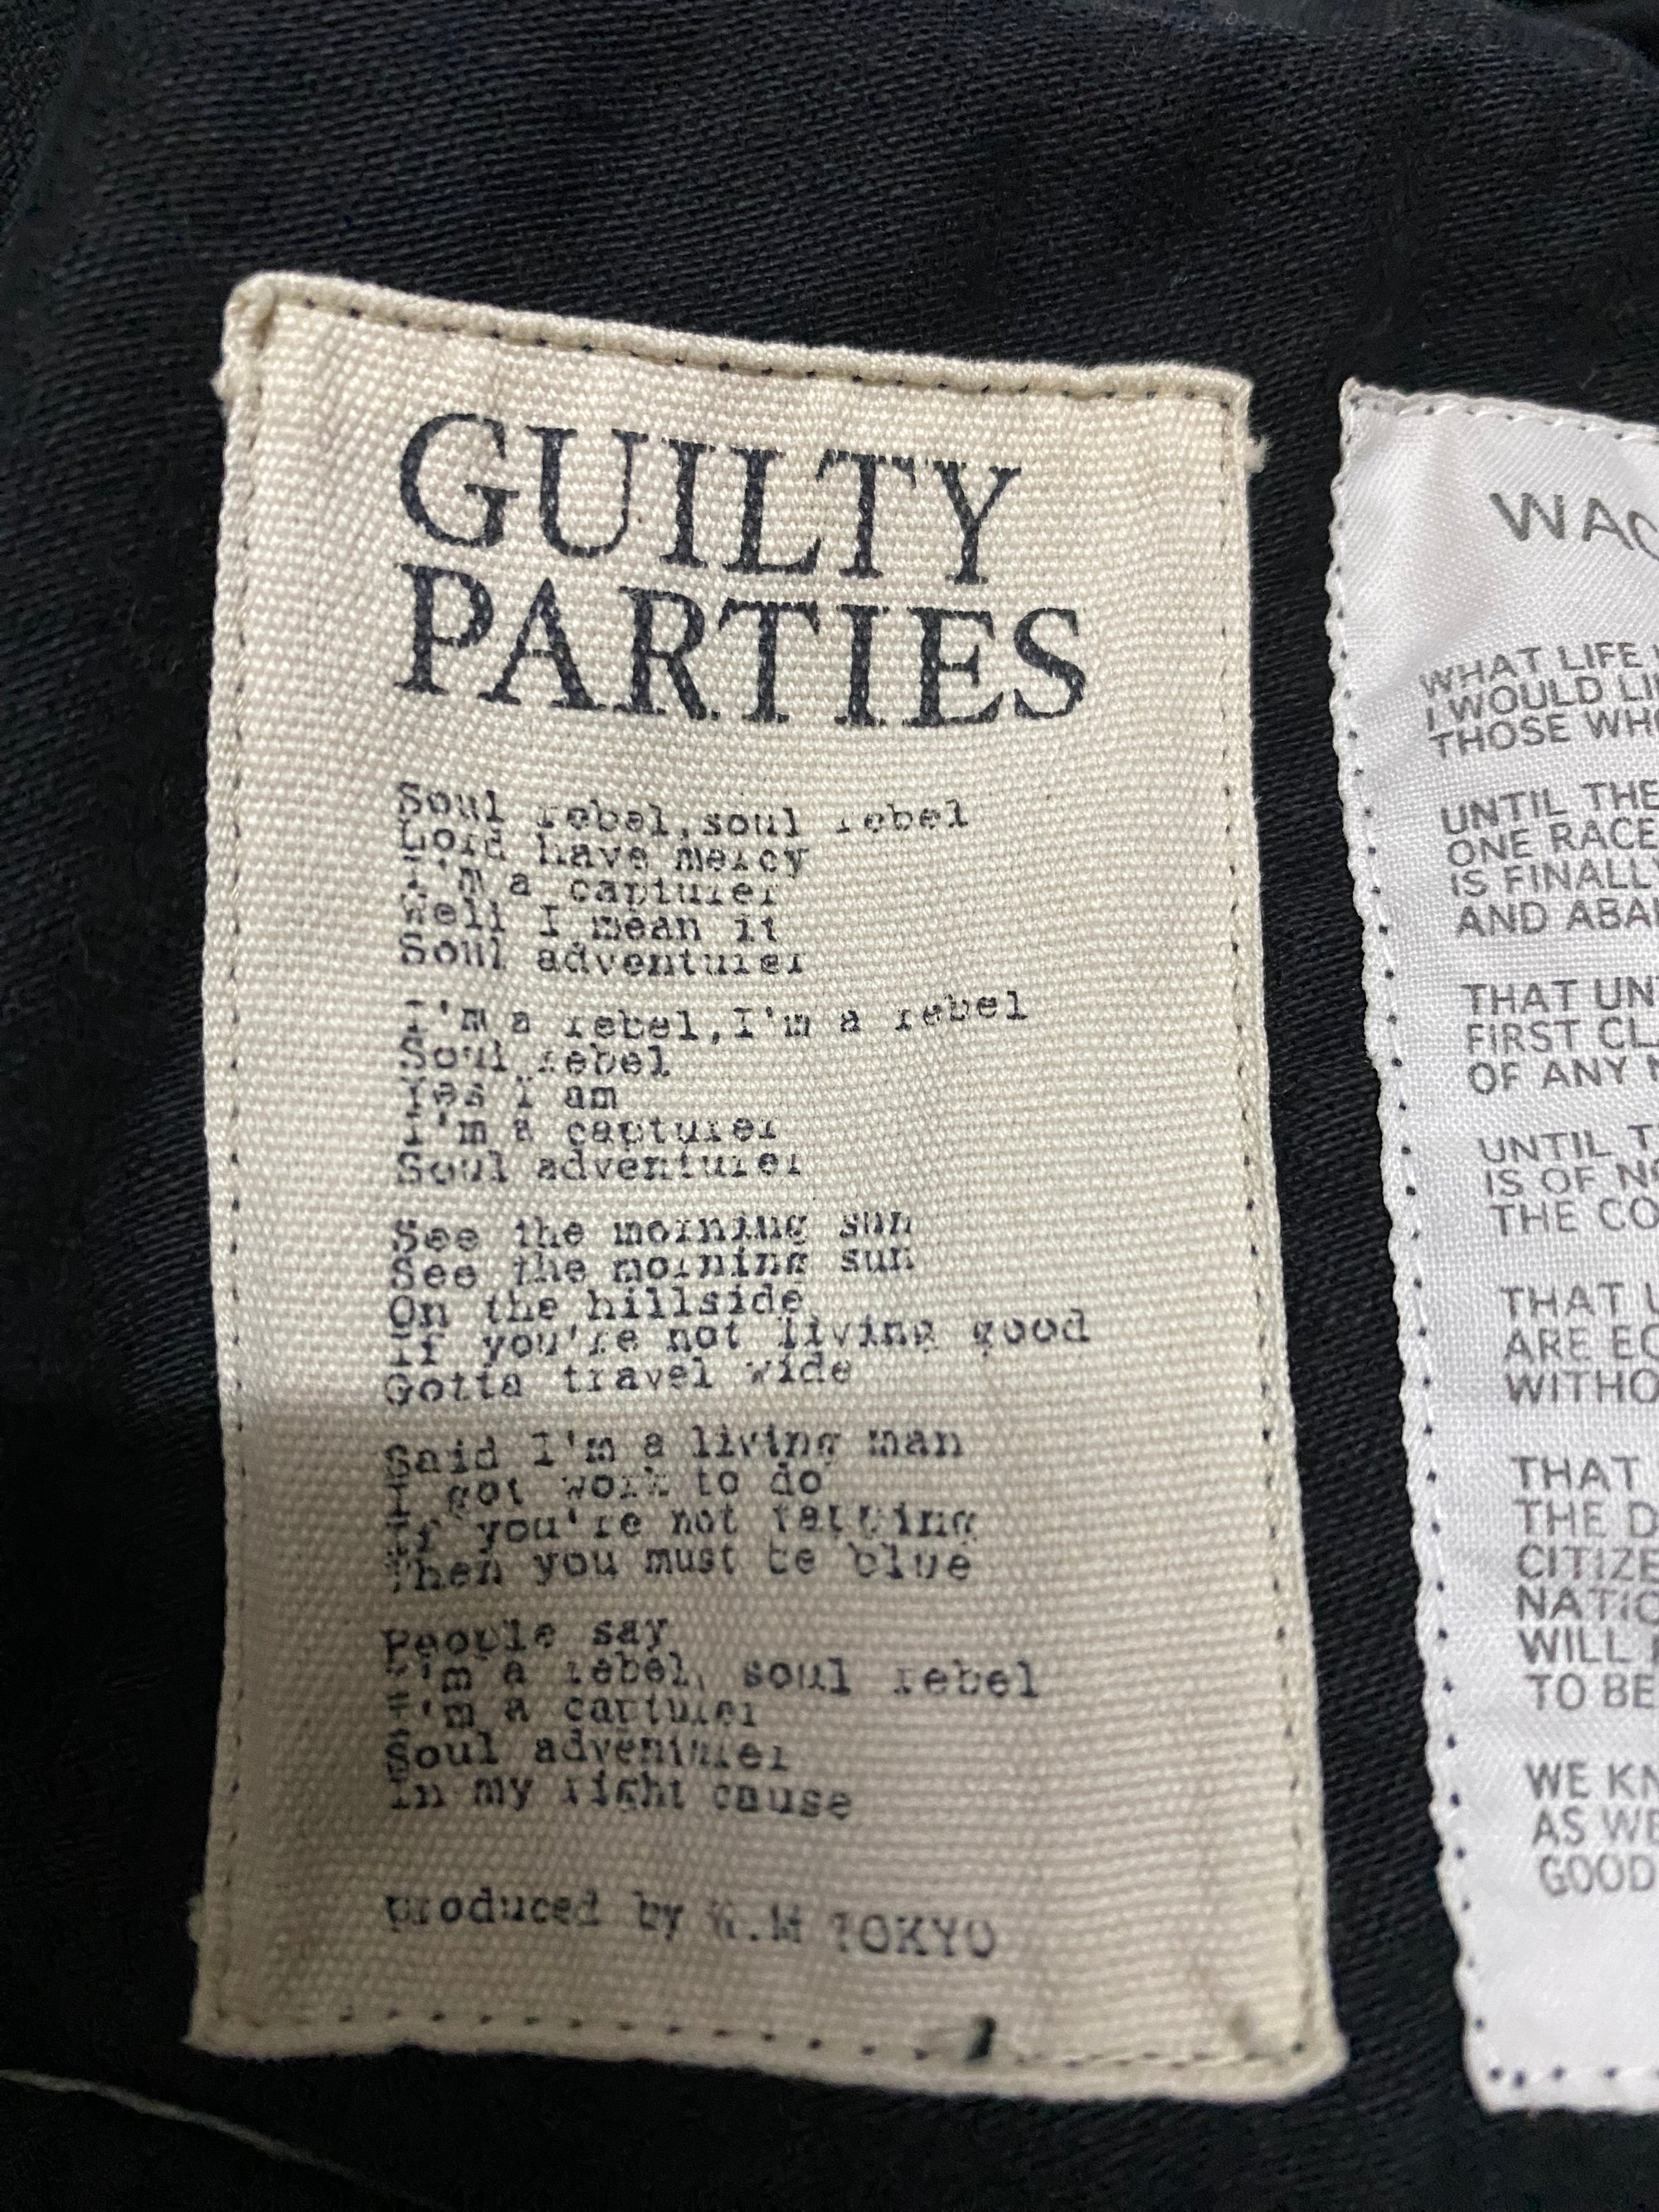 GUILTY
PARTIES
Soul rebel,soul rebel
Lord have mercy
I'm a capturer
Well I mean it
Soul adventurer
I'm a rebel,I'm a rebel
Soul rebel
Yes I am
I'm a capturer
Soul adventurer
See the morning sun
See the morning sun
On the hillside
If you're not living good
Gotta travel wide
Said I'm a living man
I got work to do
If you're not
Then you must be blue
People say
I'm a rebel, soul rebel
I'm a capturer
Soul adventurer
In my right cause
produced by W.M TOKYO
WAC
WHAT LIFE
I WOULD LI
THOSE WHO
UNTIL THE
ONE RACE
IS FINALLY
AND ABA
THAT UN
FIRST CL
OF ANY
UNTIL T
IS OF NO
THE CO
THAT U
ARE EQ
WITHO
THAT
THE D
CITIZE
NATIO
WILL
TO BE
WE KN
AS WE
GOOD